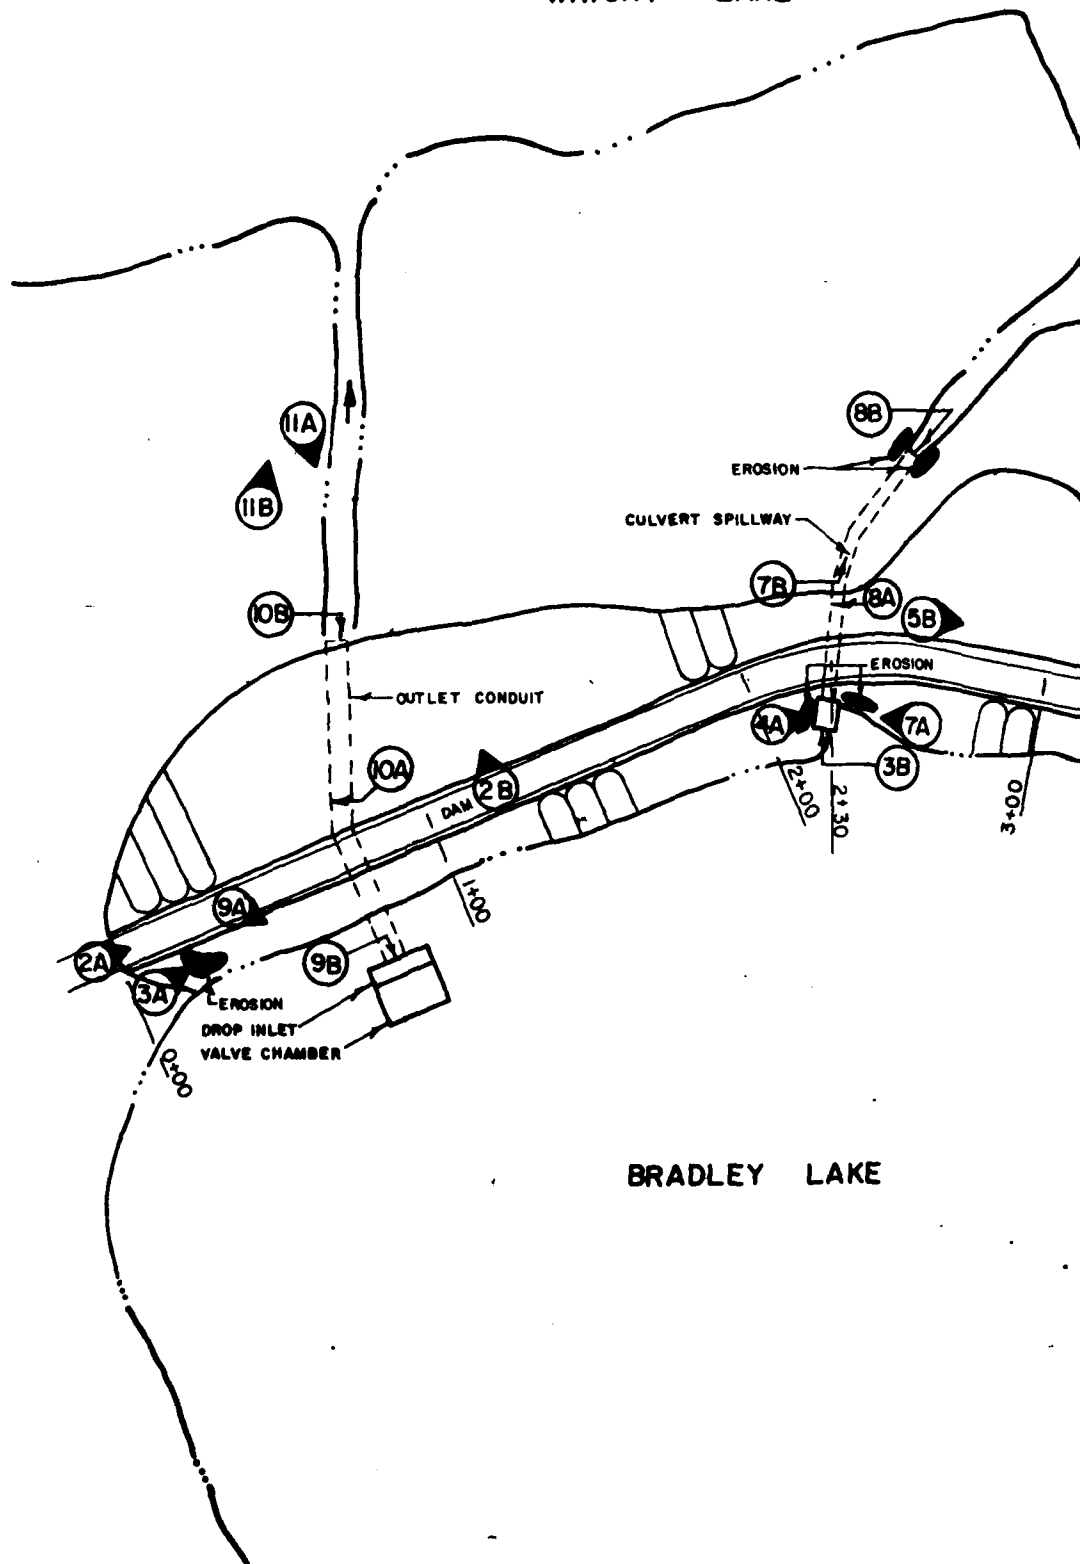 LAKE
8B
EROSION
11A
11B
CULVERT SPILLWAY
7B
8A
5B
10B
EROSION
OUTLET CONDUIT
4A
7A
3B
10A
2B
DAM
2+00
2+30
3+00
1+00
9A
2A
3A
9B
EROSION
DROP INLET
VALVE CHAMBER
0+00
BRADLEY LAKE